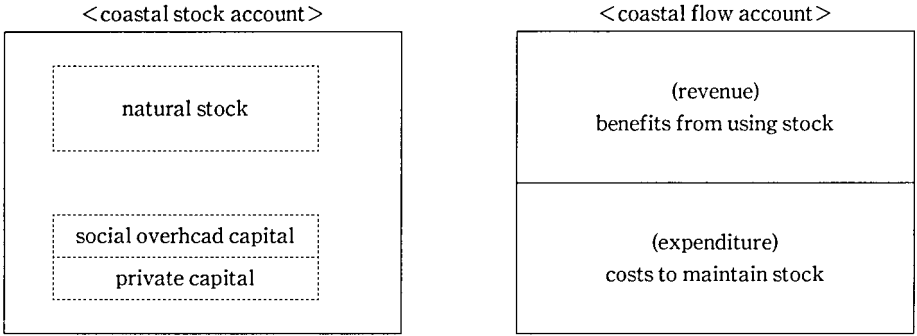 <coastal stock account>
natural stock
social overhcad capital
private capital
<coastal flow account>
(revenue)
benefits from using stock
(expenditure)
costs to maintain stock